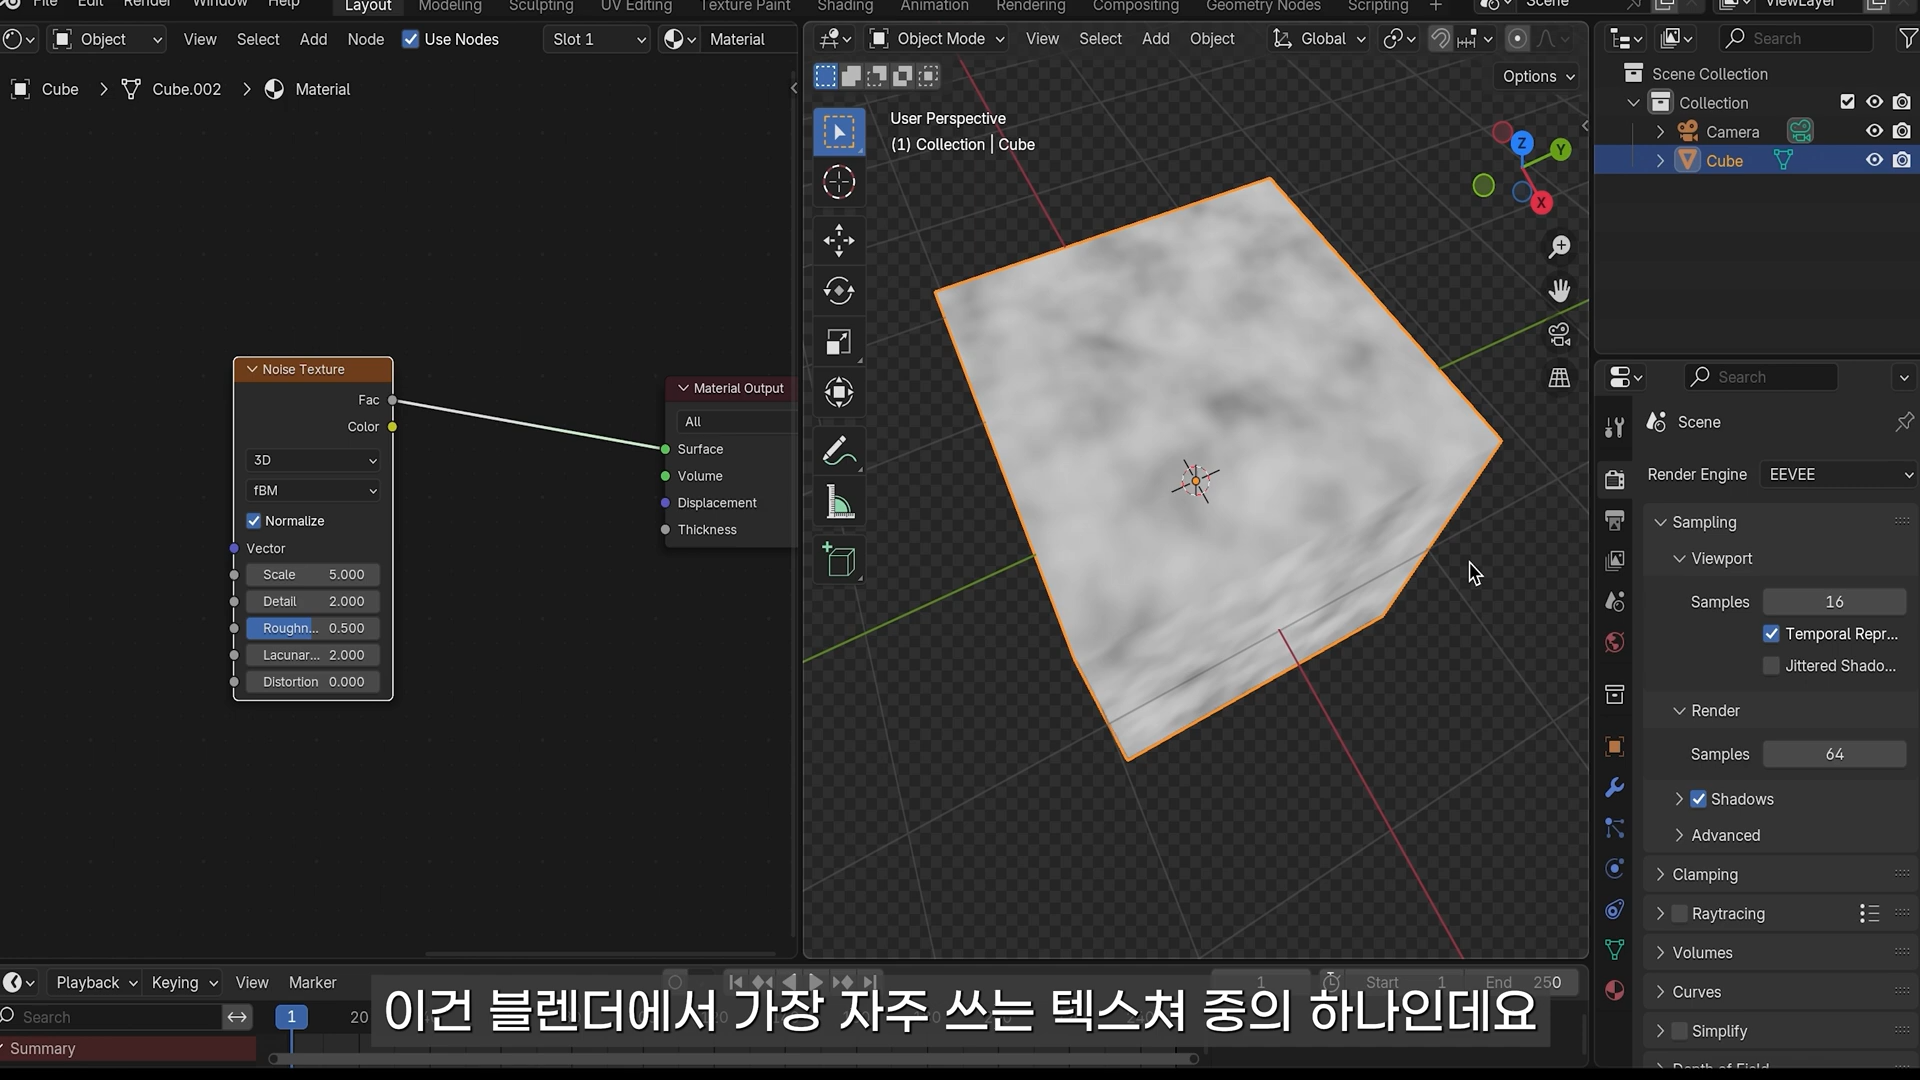 File Edit Render Window Help Layout Modeling Sculpting UV Editing Texture Paint Shading Animation Rendering Compositing Geometry Nodes Scripting + Scene ViewLayer
Object View Select Add Node Use Nodes Slot 1 Material
Cube > Cube.002 > Material
Noise Texture
Fac
Color
3D
fBM
Normalize
Vector
Scale 5.000
Detail 2.000
Roughn... 0.500
Lacunar... 2.000
Distortion 0.000
Material Output
All
Surface
Volume
Displacement
Thickness
Object Mode View Select Add Object Global
Options
User Perspective
(1) Collection | Cube
Z
Y
X
Search
Scene Collection
Collection
Camera
Cube
Search
Scene
Render Engine EEVEE
Sampling
Viewport
Samples 16
Temporal Repr...
Jittered Shado...
Render
Samples 64
Shadows
Advanced
Clamping
Raytracing
Volumes
Curves
Simplify
Depth of Field
Playback Keying View Marker
1 Start 1 End 250
Search 1 20
Summary
이건 블렌더에서 가장 자주 쓰는 텍스쳐 중의 하나인데요